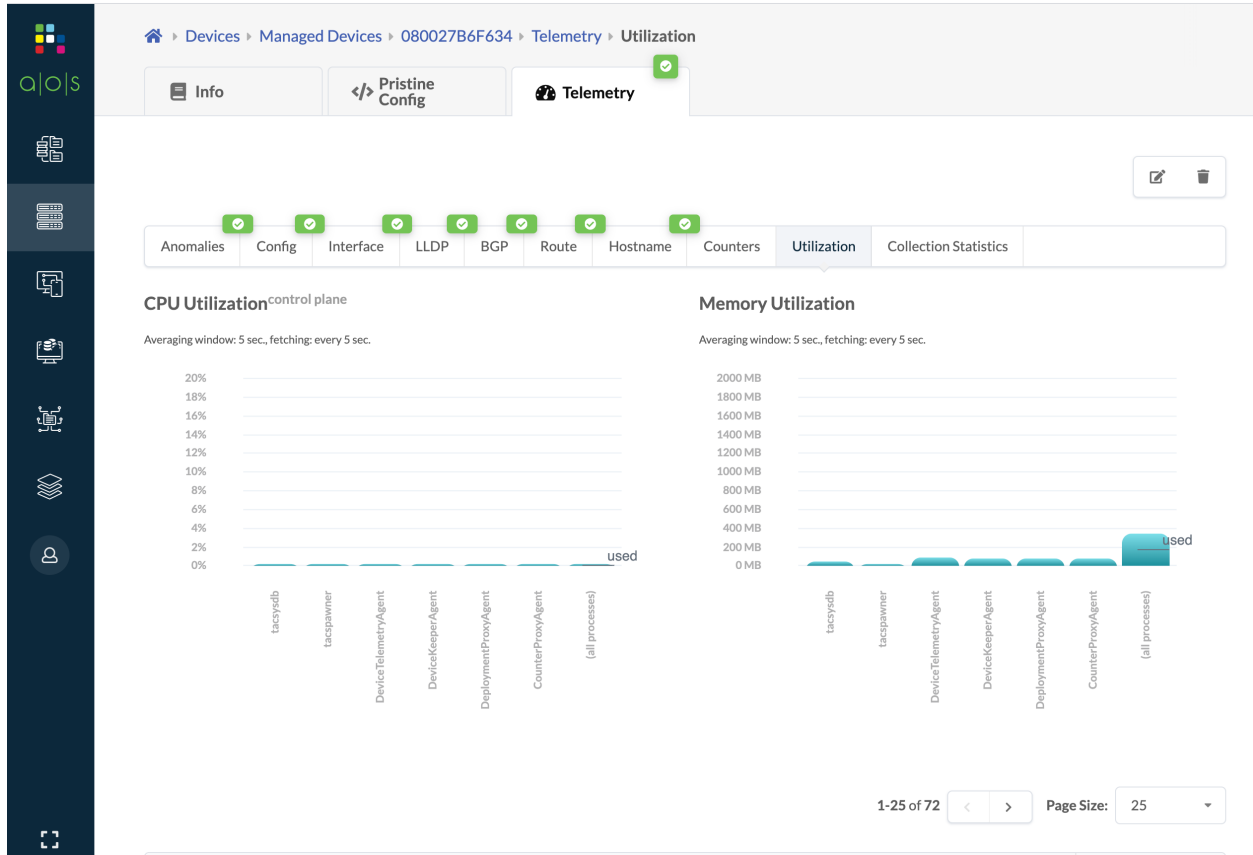 a|o|s
Devices Managed Devices 080027B6F634 Telemetry Utilization
Info
Pristine
Config
Telemetry
Anomalies Config Interface LLDP BGP Route Hostname Counters Utilization Collection Statistics
CPU Utilization control plane
Averaging window: 5 sec., fetching: every 5 sec.
20%
18%
16%
14%
12%
10%
8%
6%
4%
2%
0%
used
tacsysdb
tacspawner
DeviceTelemetryAgent
DeviceKeeperAgent
DeploymentProxyAgent
CounterProxyAgent
(all processes)
Memory Utilization
Averaging window: 5 sec., fetching: every 5 sec.
2000 MB
1800 MB
1600 MB
1400 MB
1200 MB
1000 MB
800 MB
600 MB
400 MB
200 MB
0 MB
used
tacsysdb
tacspawner
DeviceTelemetryAgent
DeviceKeeperAgent
DeploymentProxyAgent
CounterProxyAgent
(all processes)
1-25 of 72 Page Size: 25